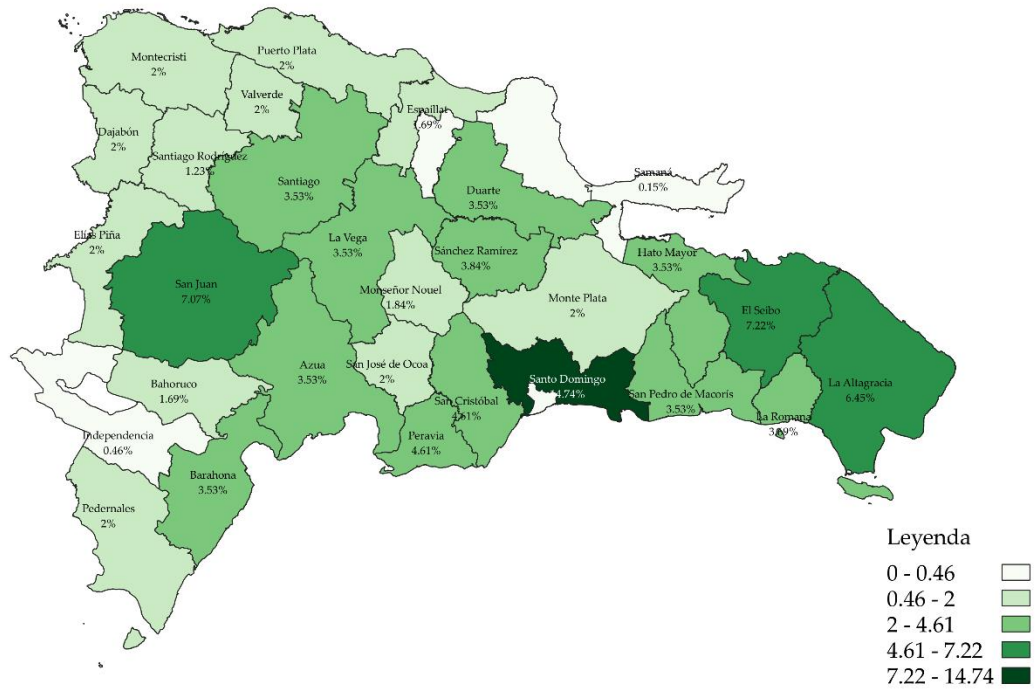 Montecristi
2%
Puerto Plata
2%
Valverde
2%
Espaillat
1.69%
Dajabón
2%
Santiago Rodríguez
1.23%
Santiago
3.53%
Duarte
3.53%
Samaná
0.15%
Elías Piña
2%
La Vega
3.53%
Sánchez Ramírez
3.84%
Hato Mayor
3.53%
San Juan
7.07%
Monseñor Nouel
1.84%
Monte Plata
2%
El Seibo
7.22%
Azua
3.53%
San José de Ocoa
2%
Santo Domingo
14.74%
La Altagracia
6.45%
Bahoruco
1.69%
San Cristóbal
4.61%
San Pedro de Macorís
3.53%
La Romana
Independencia
0.46%
Peravia
4.61%
Barahona
3.53%
Pedernales
2%
Leyenda
0 - 0.46
0.46 - 2
2 - 4.61
4.61 - 7.22
7.22 - 14.74